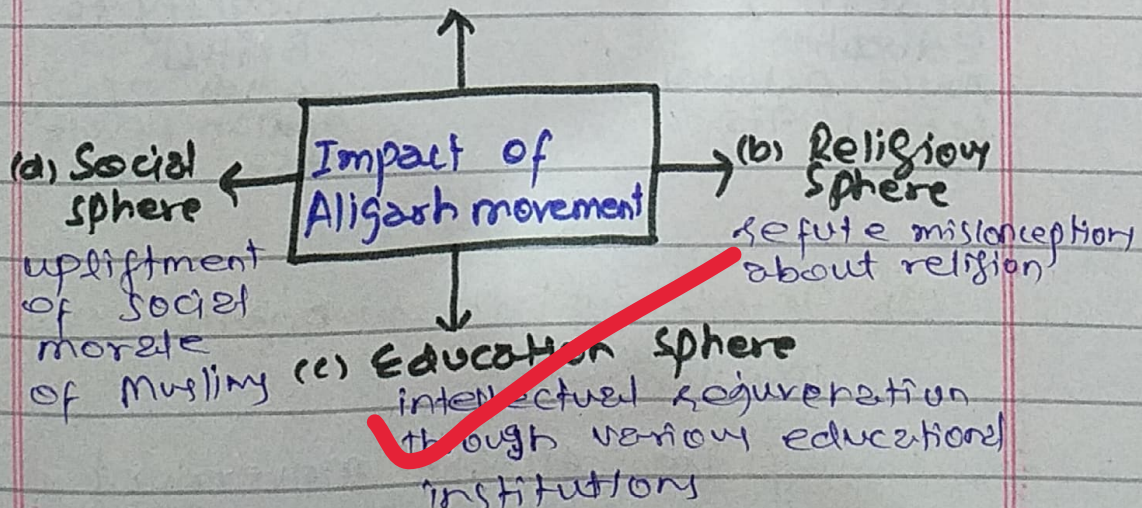 Impact of
Aligarh movement
(a) Social
sphere
upliftment
of social
morale
of Muslims
(b) Religious
sphere
refute misconceptions
about religion
(c) Education sphere
intellectual rejuvenation
through various educational
institutions